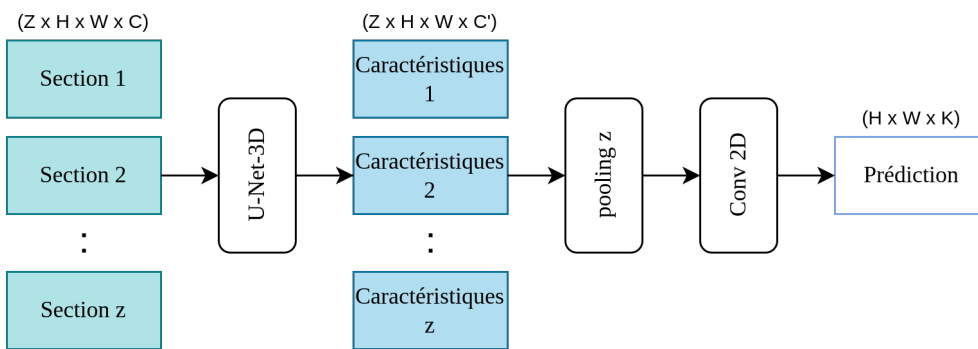 (Z x H x W x C)
Section 1
Section 2
:
Section z
U-Net-3D
(Z x H x W x C')
Caractéristiques
1
Caractéristiques
2
:
Caractéristiques
z
pooling z
Conv 2D
(H x W x K)
Prédiction